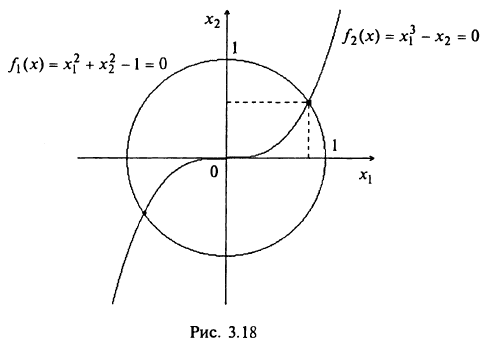 x₂
f₂(x) = x₁³ − x₂ = 0
1
f₁(x) = x₁² + x₂² − 1 = 0
1
0
x₁
Рис. 3.18